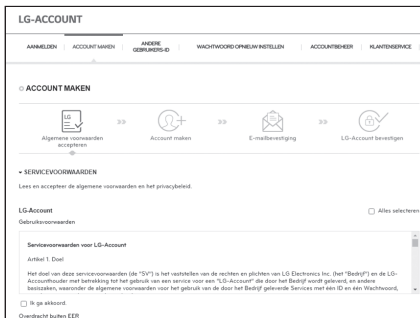 LG-ACCOUNT
AANMELDEN
ACCOUNT MAKEN
ANDERE
GEBRUIKERS-ID
WACHTWOORD OPNIEUW INSTELLEN
ACCOUNTBEHEER
KLANTENSERVICE
ACCOUNT MAKEN
LG
Algemene voorwaarden
accepteren
Account maken
E-mailbevestiging
LG-Account bevestigen
SERVICEVOORWAARDEN
Lees en accepteer de algemene voorwaarden en het privacybeleid.
LG-Account
Alles selecteren
Gebruiksvoorwaarden
Servicevoorwaarden voor LG-Account
Artikel 1. Doel
Het doel van deze servicevoorwaarden (de "SV") is het vaststellen van de rechten en plichten van LG Electronics Inc. (het "Bedrijf") en de LG-
Accounthouder met betrekking tot het gebruik van een service voor een "LG-Account" die door het Bedrijf wordt geleverd, en andere
basiszaken, waaronder de algemene voorwaarden voor het gebruik van de door het Bedrijf geleverde Services met één ID en één Wachtwoord,
Ik ga akkoord.
Overdracht buiten EER